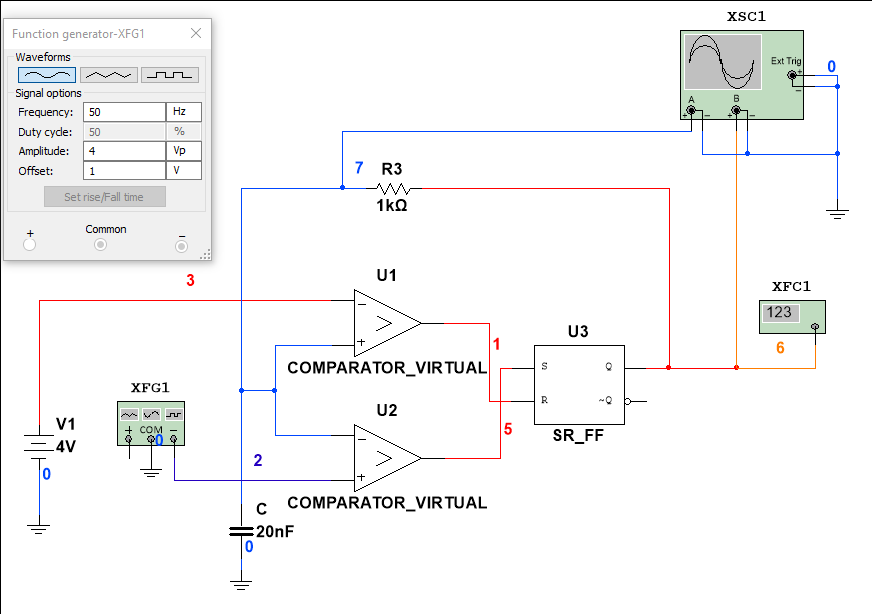 XSC1
Function generator-XFG1
Waveforms
Signal options
Frequency: 50 Hz
Duty cycle: 50 %
Amplitude: 4 Vp
Offset: 1 V
Set rise/Fall time
+ Common −
Ext Trig
+
−
0
A
B
+ − + −
7
R3
1kΩ
3
U1
−
>
+
COMPARATOR_VIRTUAL
1
XFC1
123
6
U3
S Q
R ~Q
SR_FF
XFG1
+ COM −
0
V1
4V
0
2
U2
−
>
+
COMPARATOR_VIRTUAL
5
C
20nF
0